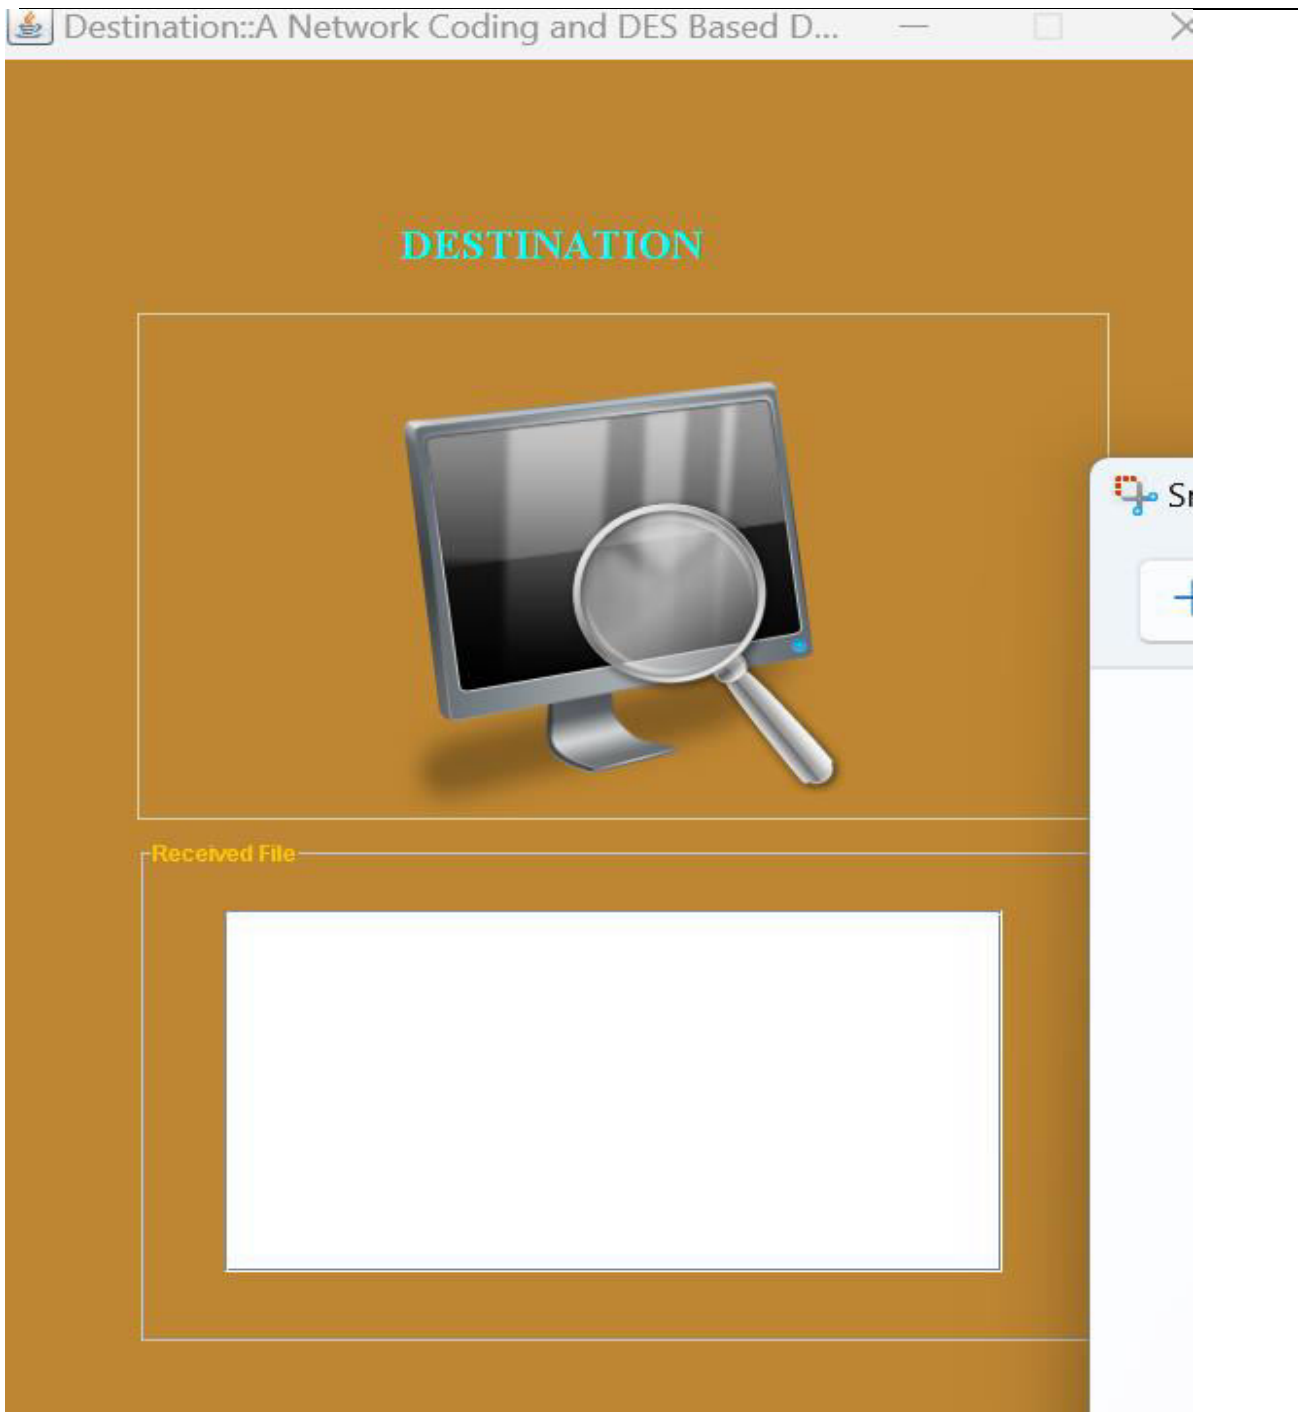 Destination::A Network Coding and DES Based D...
DESTINATION
Received File